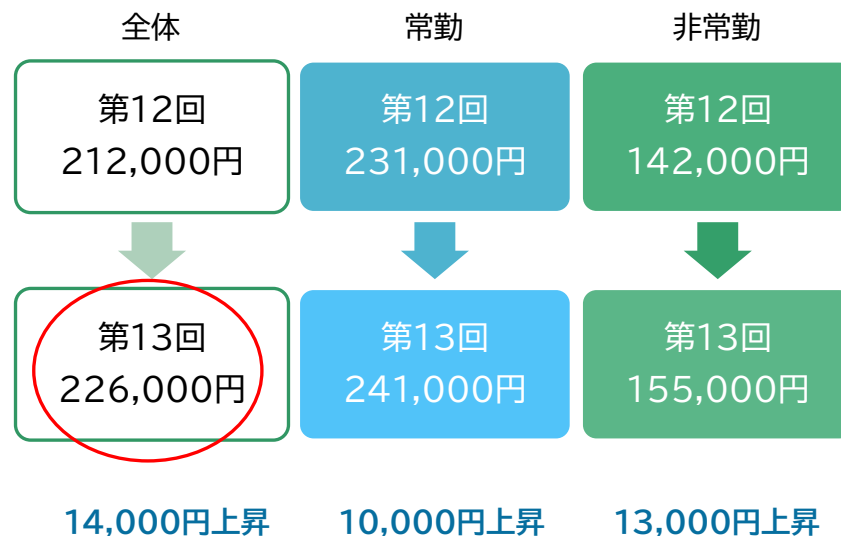 全体
常勤
非常勤
第12回
212,000円
第12回
231,000円
第12回
142,000円
第13回
226,000円
第13回
241,000円
第13回
155,000円
14,000円上昇
10,000円上昇
13,000円上昇